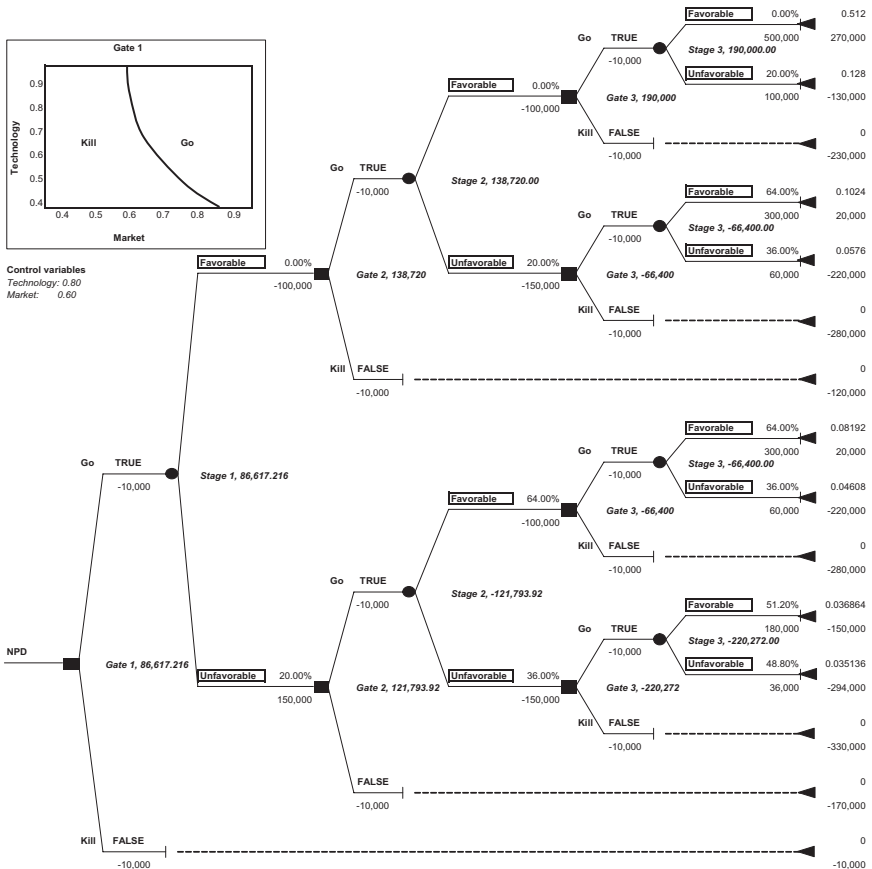 Gate 1
Technology
0.9
0.8
0.7
0.6
0.5
0.4
Kill
Go
0.4 0.5 0.6 0.7 0.8 0.9
Market
Control variables
Technology: 0.80
Market: 0.60
NPD
Gate 1, 86,617.216
Go TRUE
-10,000
Stage 1, 86,617.216
Favorable 0.00%
-100,000
Gate 2, 138,720
Go TRUE
-10,000
Stage 2, 138,720.00
Favorable 0.00%
-100,000
Gate 3, 190,000
Go TRUE
-10,000
Stage 3, 190,000.00
Favorable 0.00% 0.512
500,000 270,000
Unfavorable 20.00% 0.128
100,000 -130,000
Kill FALSE 0
-10,000 -230,000
Unfavorable 20.00%
-150,000
Gate 3, -66,400
Go TRUE
-10,000
Stage 3, -66,400.00
Favorable 64.00% 0.1024
300,000 20,000
Unfavorable 36.00% 0.0576
60,000 -220,000
Kill FALSE 0
-10,000 -280,000
Kill FALSE 0
-10,000 -120,000
Unfavorable 20.00%
150,000
Gate 2, 121,793.92
Go TRUE
-10,000
Stage 2, -121,793.92
Favorable 64.00%
-100,000
Gate 3, -66,400
Go TRUE
-10,000
Stage 3, -66,400.00
Favorable 64.00% 0.08192
300,000 20,000
Unfavorable 36.00% 0.04608
60,000 -220,000
Kill FALSE 0
-10,000 -280,000
Unfavorable 36.00%
-150,000
Gate 3, -220,272
Go TRUE
-10,000
Stage 3, -220,272.00
Favorable 51.20% 0.036864
180,000 -150,000
Unfavorable 48.80% 0.035136
36,000 -294,000
Kill FALSE 0
-10,000 -330,000
FALSE 0
-10,000 -170,000
Kill FALSE 0
-10,000 -10,000